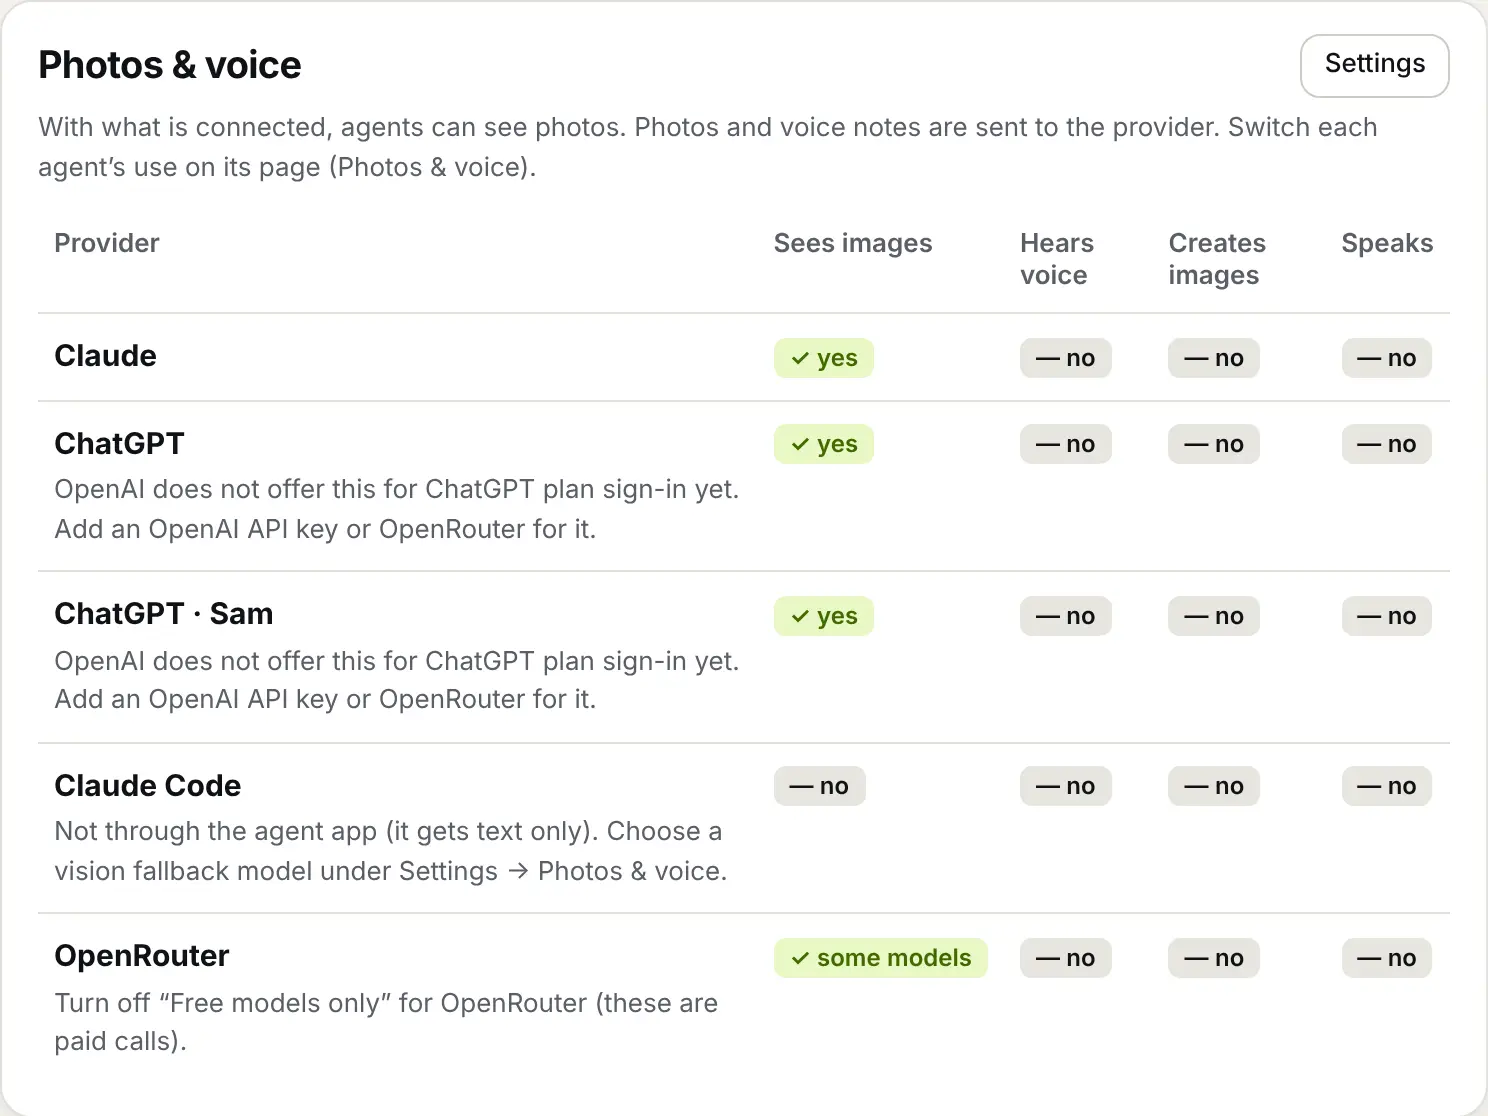 Photos & voice
Settings
With what is connected, agents can see photos. Photos and voice notes are sent to the provider. Switch each
agent’s use on its page (Photos & voice).
Provider
Sees images
Hears
voice
Creates
images
Speaks
Claude
✓ yes
— no
— no
— no
ChatGPT
✓ yes
— no
— no
— no
OpenAI does not offer this for ChatGPT plan sign-in yet.
Add an OpenAI API key or OpenRouter for it.
ChatGPT · Sam
✓ yes
— no
— no
— no
OpenAI does not offer this for ChatGPT plan sign-in yet.
Add an OpenAI API key or OpenRouter for it.
Claude Code
— no
— no
— no
— no
Not through the agent app (it gets text only). Choose a
vision fallback model under Settings → Photos & voice.
OpenRouter
✓ some models
— no
— no
— no
Turn off “Free models only” for OpenRouter (these are
paid calls).